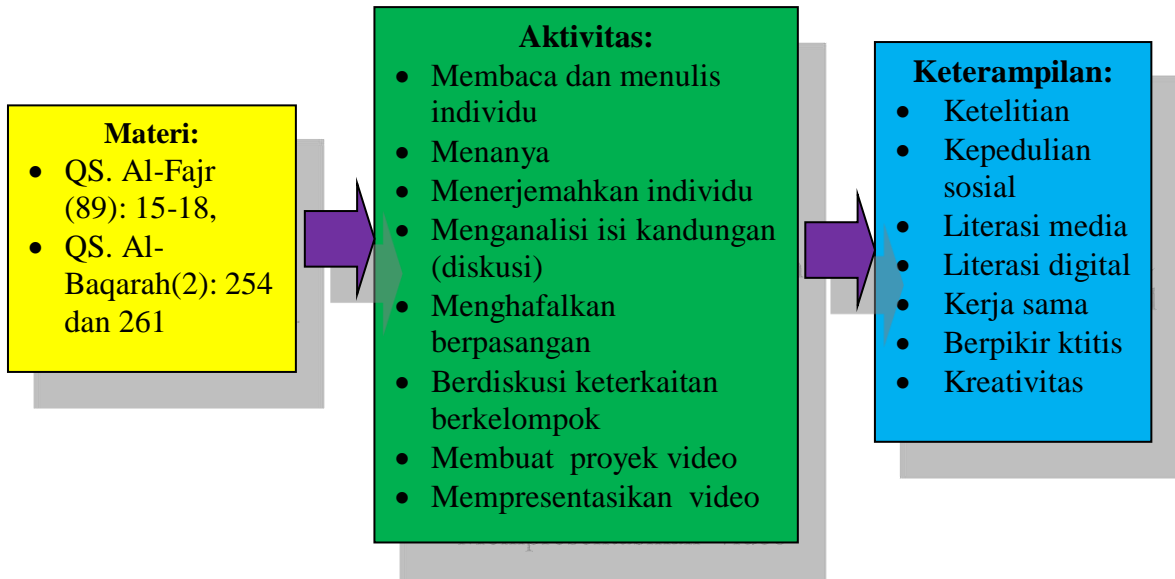 Materi:
• QS. Al-Fajr
(89): 15-18,
• QS. Al-
Baqarah(2): 254
dan 261
Aktivitas:
• Membaca dan menulis
individu
• Menanya
• Menerjemahkan individu
• Menganalisi isi kandungan
(diskusi)
• Menghafalkan
berpasangan
• Berdiskusi keterkaitan
berkelompok
• Membuat proyek video
• Mempresentasikan video
Keterampilan:
• Ketelitian
• Kepedulian
sosial
• Literasi media
• Literasi digital
• Kerja sama
• Berpikir ktitis
• Kreativitas